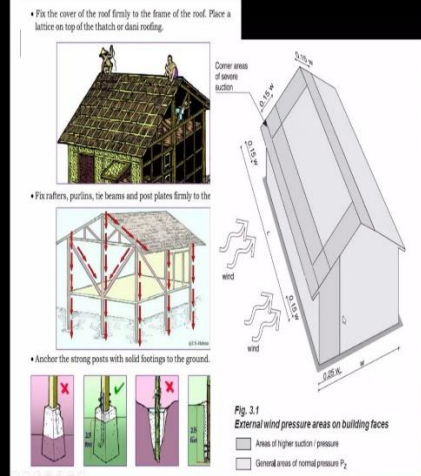 • Fix the cover of the roof firmly to the frame of the roof. Place a
lattice on top of the thatch or dani roofing.
• Fix rafters, purlins, tie beams and post plates firmly to the
• Anchor the strong posts with solid footings to the ground.
Corner areas
of severe
suction
0.15 w
0.15 w
0.15 w
L
0.15 w
wind
wind
0.25 w
w
Fig. 3.1
External wind pressure areas on building faces
Areas of higher suction / pressure
General areas of normal pressure Pz